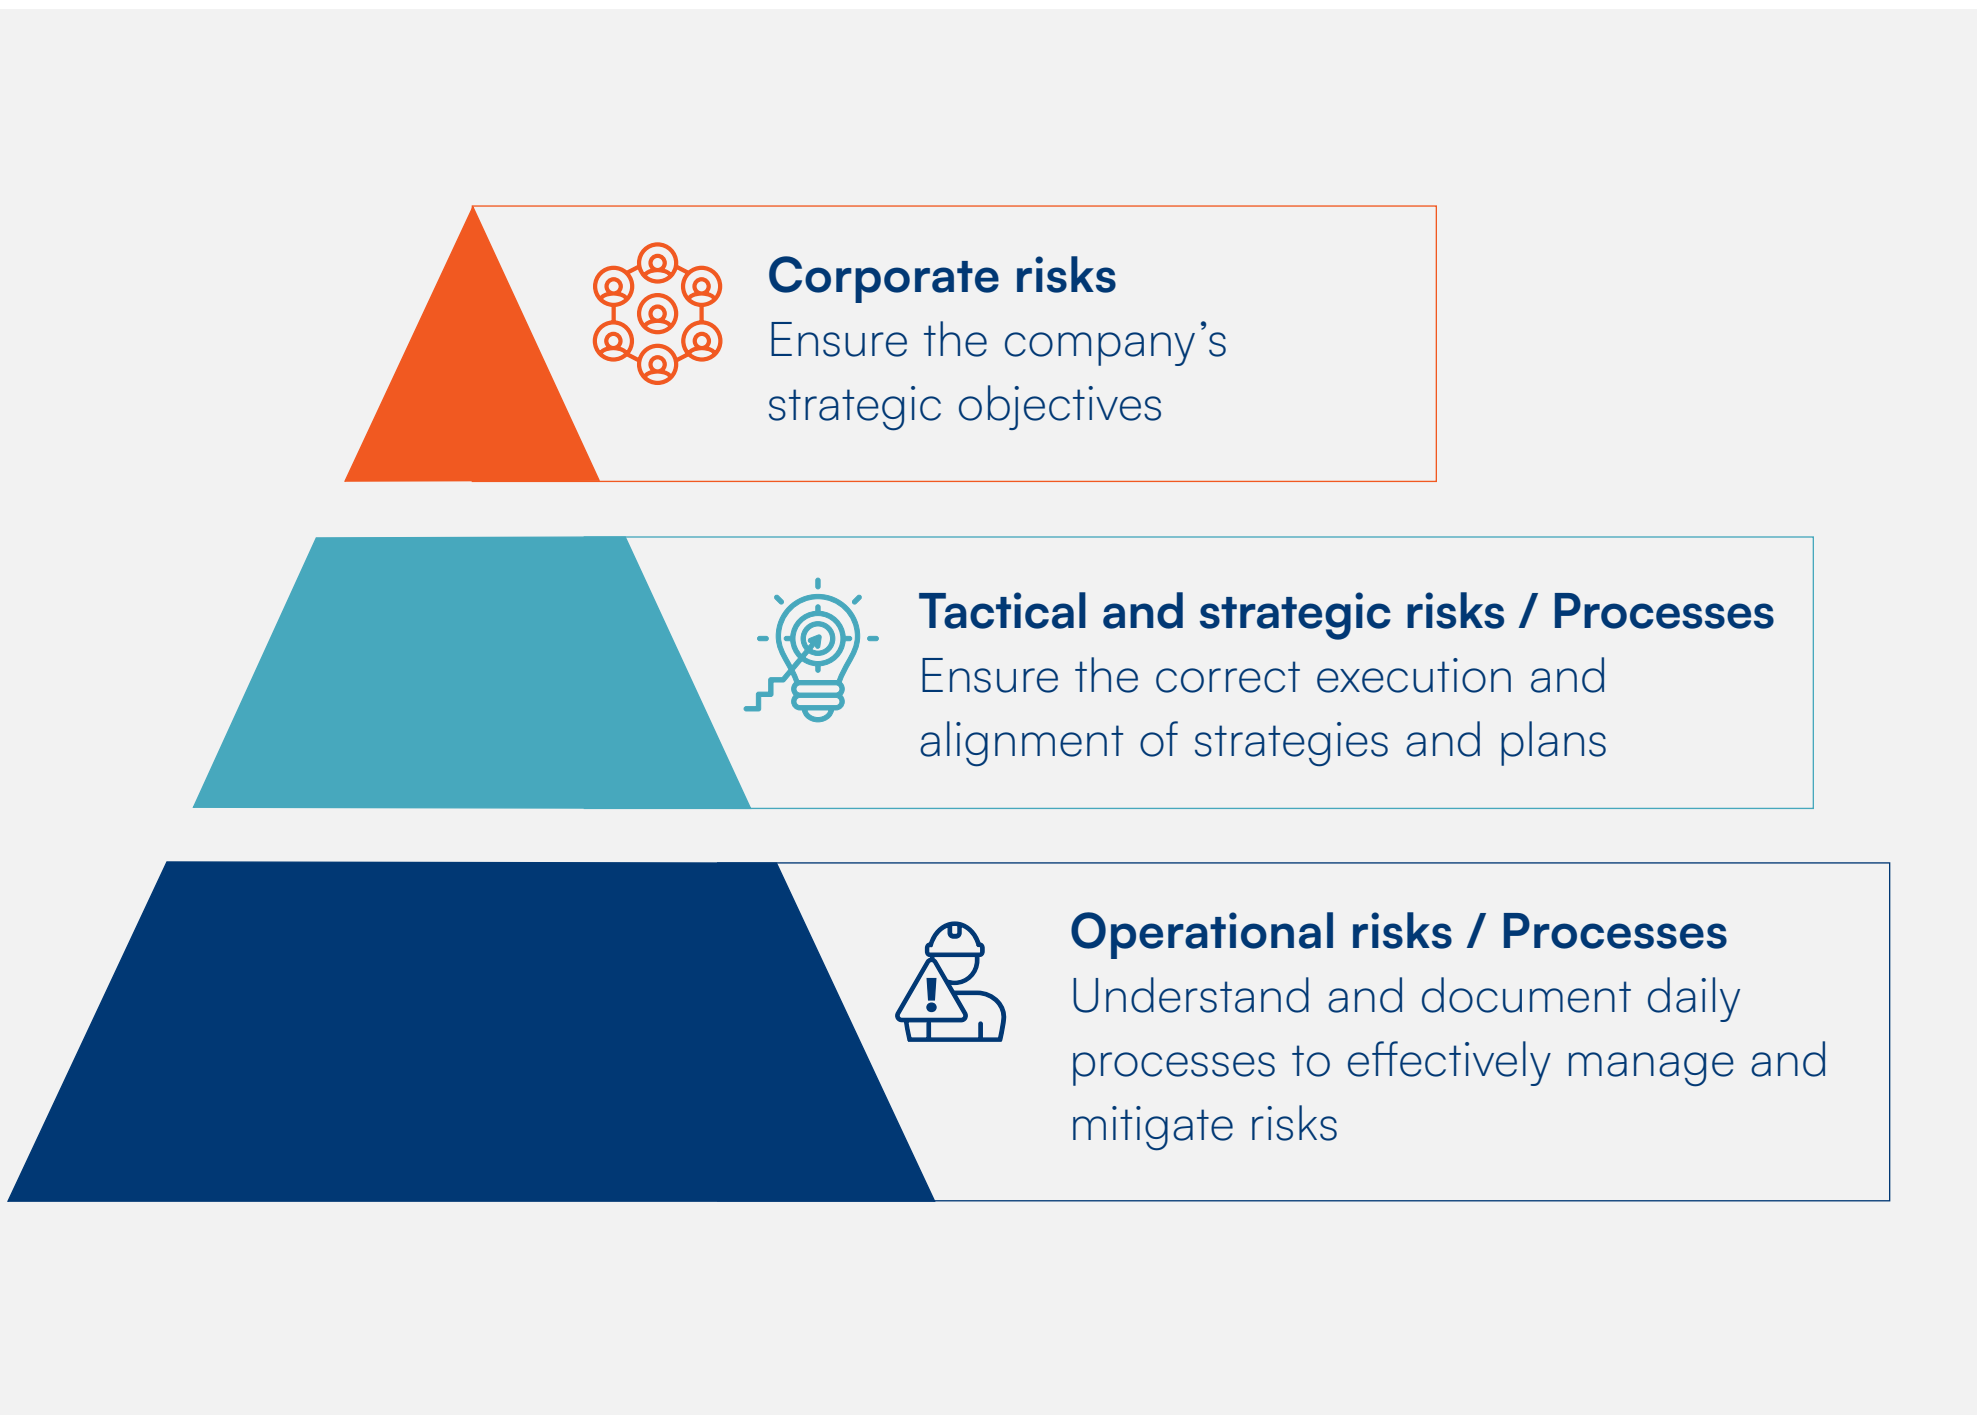 Corporate risks
Ensure the company’s
strategic objectives
Tactical and strategic risks / Processes
Ensure the correct execution and
alignment of strategies and plans
Operational risks / Processes
Understand and document daily
processes to effectively manage and
mitigate risks